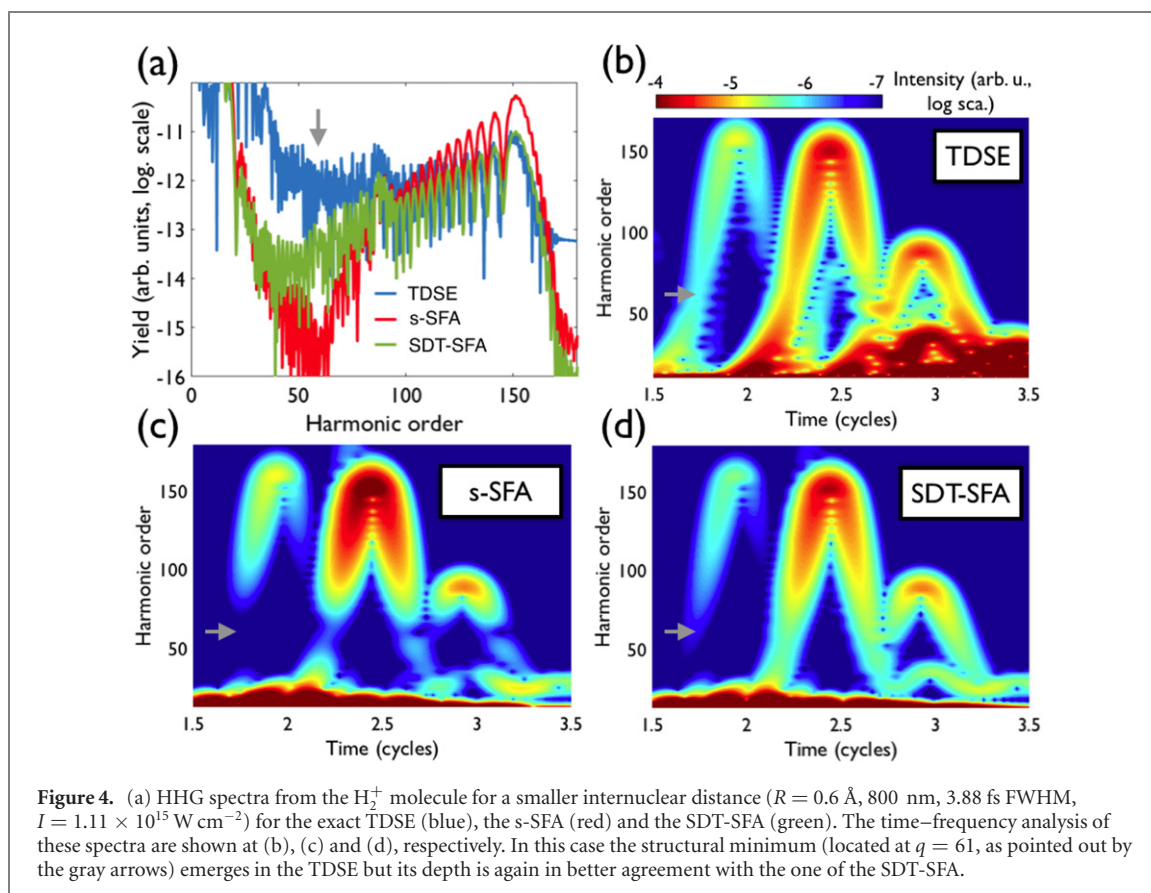 (a)
Yield (arb. units, log. scale)
-11
-12
-13
-14
-15
-16
TDSE
s-SFA
SDT-SFA
0
50
100
150
Harmonic order
(b)
-4
-5
-6
-7
Intensity (arb. u.,
log sca.)
Harmonic order
150
100
50
TDSE
1.5
2
2.5
3
3.5
Time (cycles)
(c)
Harmonic order
150
100
50
s-SFA
1.5
2
2.5
3
3.5
Time (cycles)
(d)
Harmonic order
150
100
50
SDT-SFA
1.5
2
2.5
3
3.5
Time (cycles)
Figure 4. (a) HHG spectra from the H₂⁺ molecule for a smaller internuclear distance (R = 0.6 Å, 800 nm, 3.88 fs FWHM,
I = 1.11 × 10¹⁵ W cm⁻²) for the exact TDSE (blue), the s-SFA (red) and the SDT-SFA (green). The time–frequency analysis of
these spectra are shown at (b), (c) and (d), respectively. In this case the structural minimum (located at q = 61, as pointed out by
the gray arrows) emerges in the TDSE but its depth is again in better agreement with the one of the SDT-SFA.